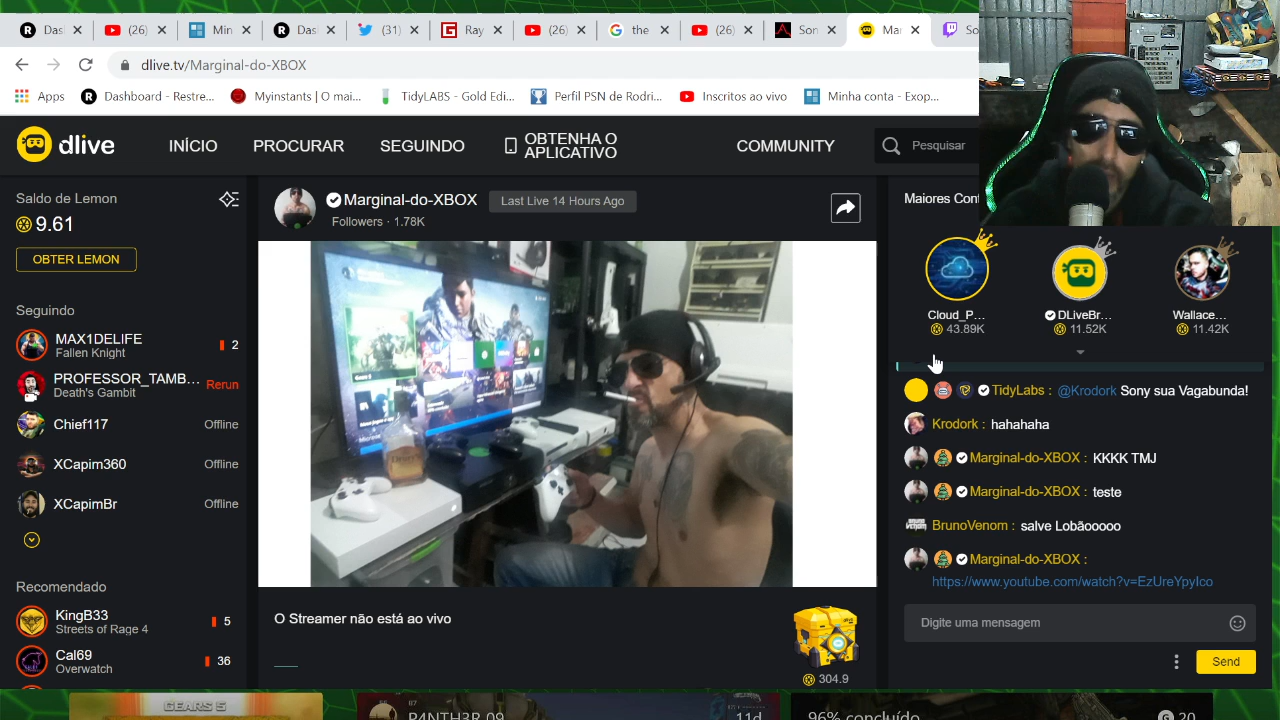 Das
(26)
Min
Das
(31)
Ray
(26)
the
(26)
Son
Mar
So
dlive.tv/Marginal-do-XBOX
Apps
Dashboard - Restre...
Myinstants | O mai...
TidyLABS - Gold Edi...
Perfil PSN de Rodri...
Inscritos ao vivo
Minha conta - Exop...
dlive
INÍCIO
PROCURAR
SEGUINDO
OBTENHA O
APLICATIVO
COMMUNITY
Pesquisar
Saldo de Lemon
9.61
OBTER LEMON
Seguindo
MAX1DELIFE
Fallen Knight
2
PROFESSOR_TAMB...
Death's Gambit
Rerun
Chief117
Offline
XCapim360
Offline
XCapimBr
Offline
Recomendado
KingB33
Streets of Rage 4
5
Cal69
Overwatch
36
Marginal-do-XBOX
Last Live 14 Hours Ago
Followers · 1.78K
O Streamer não está ao vivo
304.9
Maiores Cont
Cloud_P...
43.89K
DLiveBr...
11.52K
Wallace...
11.42K
TidyLabs : @Krodork Sony sua Vagabunda!
Krodork : hahahaha
Marginal-do-XBOX : KKKK TMJ
Marginal-do-XBOX : teste
BrunoVenom : salve Lobãooooo
Marginal-do-XBOX :
https://www.youtube.com/watch?v=EzUreYpyIco
Digite uma mensagem
Send
GEARS 5
P4NTH3R 09
11d
96% concluído
G 20